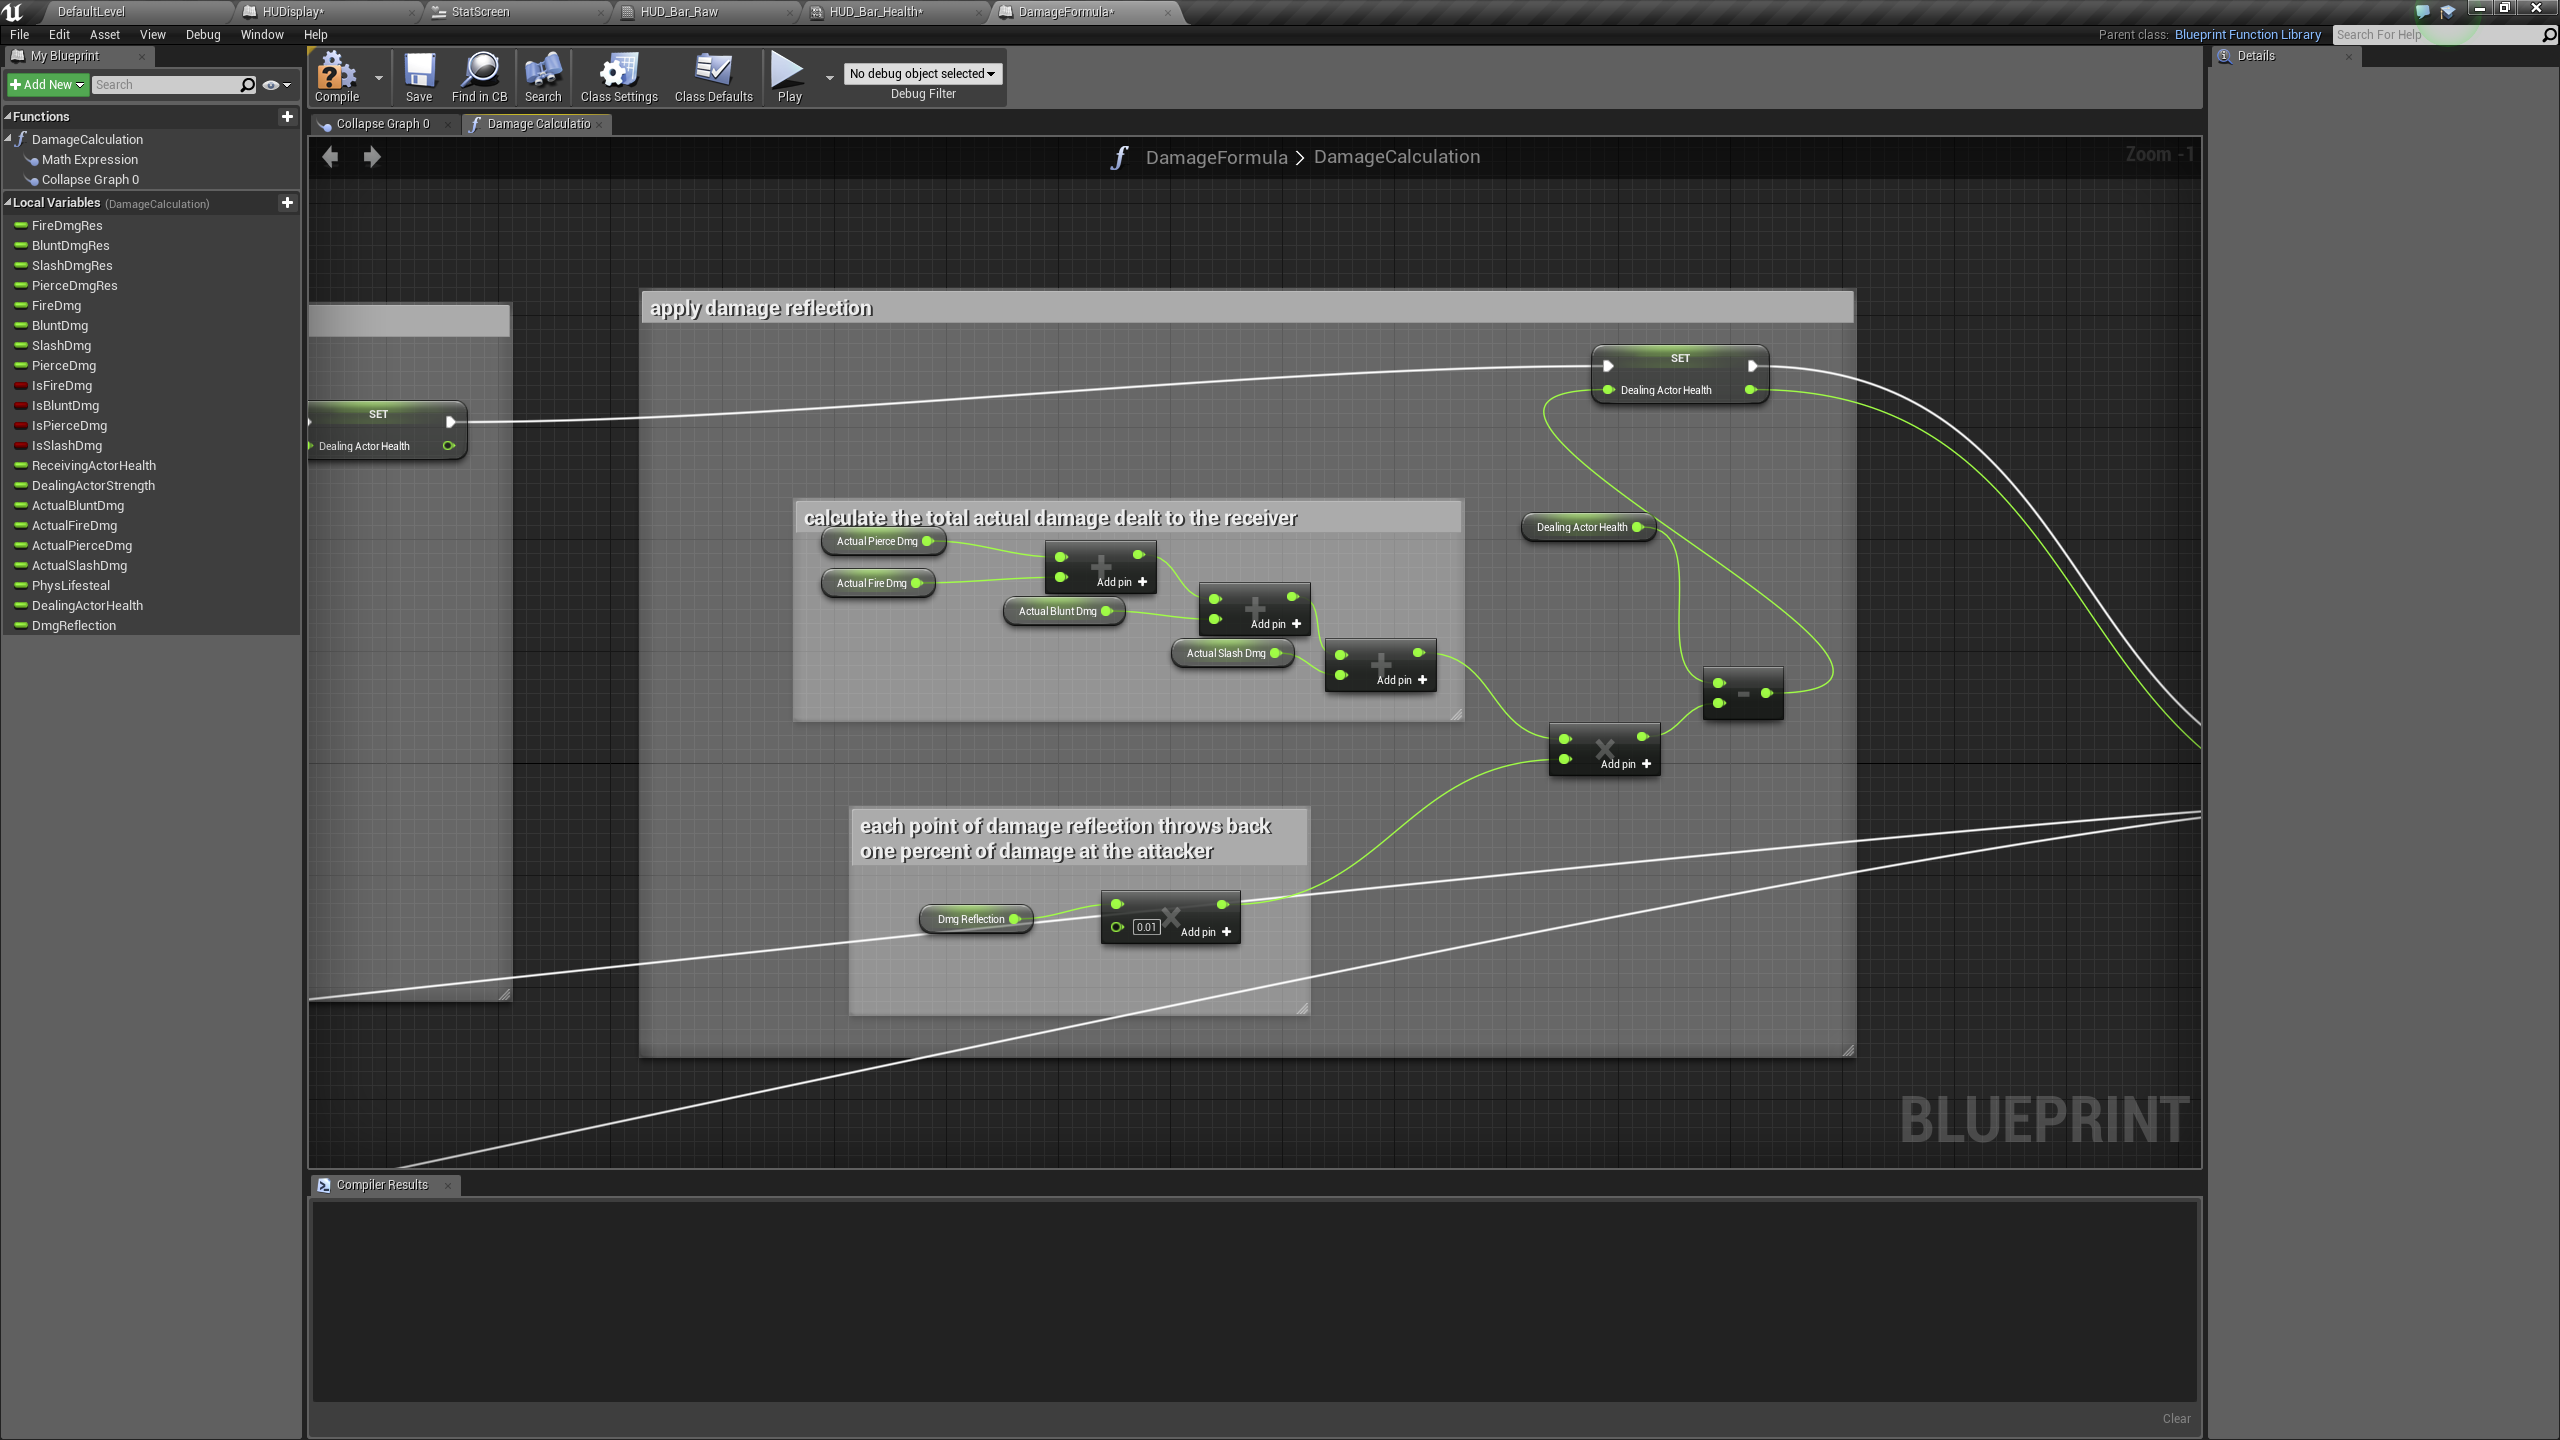 DefaultLevel
HUDisplay*
StatScreen
HUD_Bar_Raw
HUD_Bar_Health*
DamageFormula*
File Edit Asset View Debug Window Help
Parent class: Blueprint Function Library
Search For Help
My Blueprint
Details
Add New
Search
Compile
Save
Find in CB
Search
Class Settings
Class Defaults
Play
No debug object selected
Debug Filter
Functions
Collapse Graph 0
Damage Calculatio
DamageCalculation
Math Expression
Collapse Graph 0
DamageFormula > DamageCalculation
Zoom -1
Local Variables (DamageCalculation)
FireDmgRes
BluntDmgRes
SlashDmgRes
PierceDmgRes
FireDmg
BluntDmg
SlashDmg
PierceDmg
IsFireDmg
IsBluntDmg
IsPierceDmg
IsSlashDmg
ReceivingActorHealth
DealingActorStrength
ActualBluntDmg
ActualFireDmg
ActualPierceDmg
ActualSlashDmg
PhysLifesteal
DealingActorHealth
DmgReflection
apply damage reflection
SET
Dealing Actor Health
SET
Dealing Actor Health
calculate the total actual damage dealt to the receiver
Actual Pierce Dmg
Actual Fire Dmg
Add pin +
Actual Blunt Dmg
Add pin +
Actual Slash Dmg
Add pin +
Dealing Actor Health
Add pin +
each point of damage reflection throws back
one percent of damage at the attacker
Dmg Reflection
0.01
Add pin +
BLUEPRINT
Compiler Results
Clear